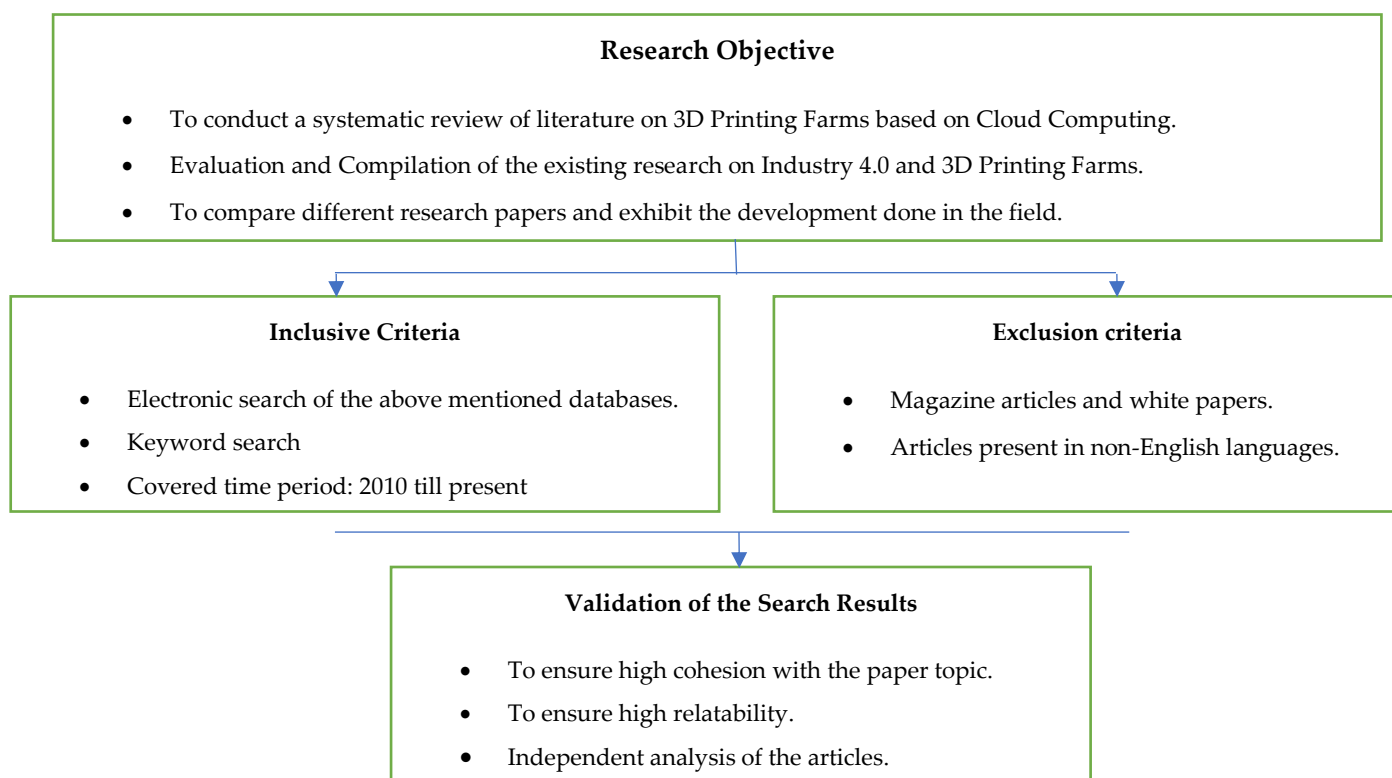 Research Objective
• To conduct a systematic review of literature on 3D Printing Farms based on Cloud Computing.
• Evaluation and Compilation of the existing research on Industry 4.0 and 3D Printing Farms.
• To compare different research papers and exhibit the development done in the field.
Inclusive Criteria
• Electronic search of the above mentioned databases.
• Keyword search
• Covered time period: 2010 till present
Exclusion criteria
• Magazine articles and white papers.
• Articles present in non-English languages.
Validation of the Search Results
• To ensure high cohesion with the paper topic.
• To ensure high relatability.
• Independent analysis of the articles.